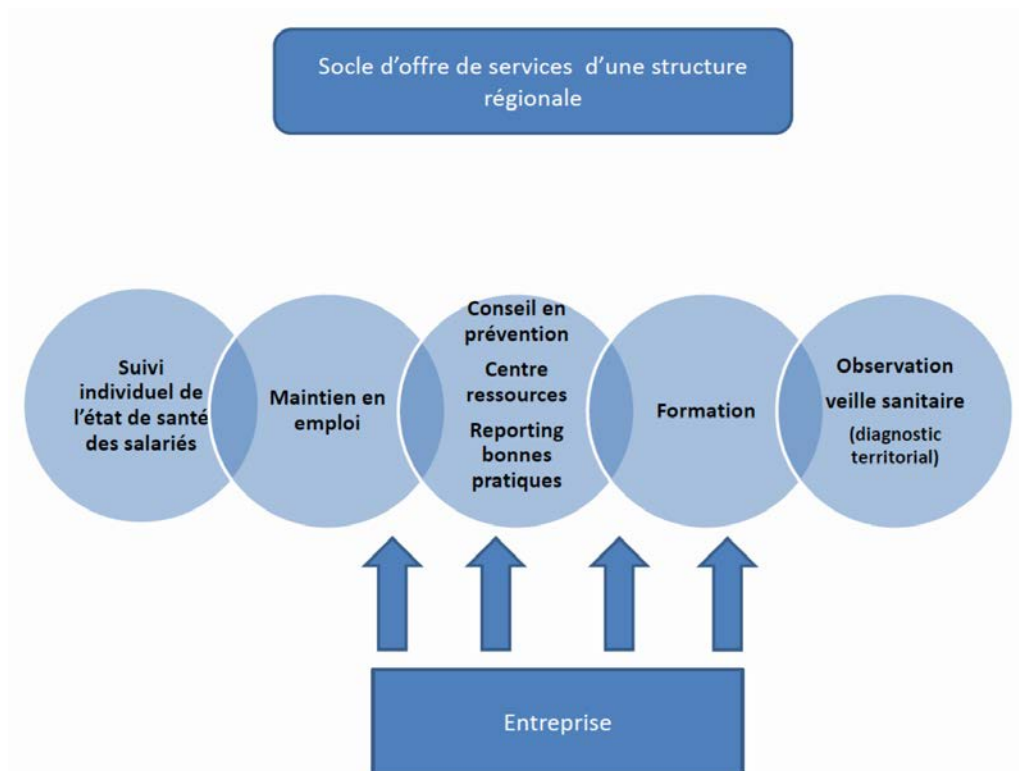 Socle d'offre de services d'une structure
régionale
Suivi
individuel de
l'état de santé
des salariés
Maintien en
emploi
Conseil en
prévention
Centre
ressources
Reporting
bonnes
pratiques
Formation
Observation
veille sanitaire
(diagnostic
territorial)
Entreprise